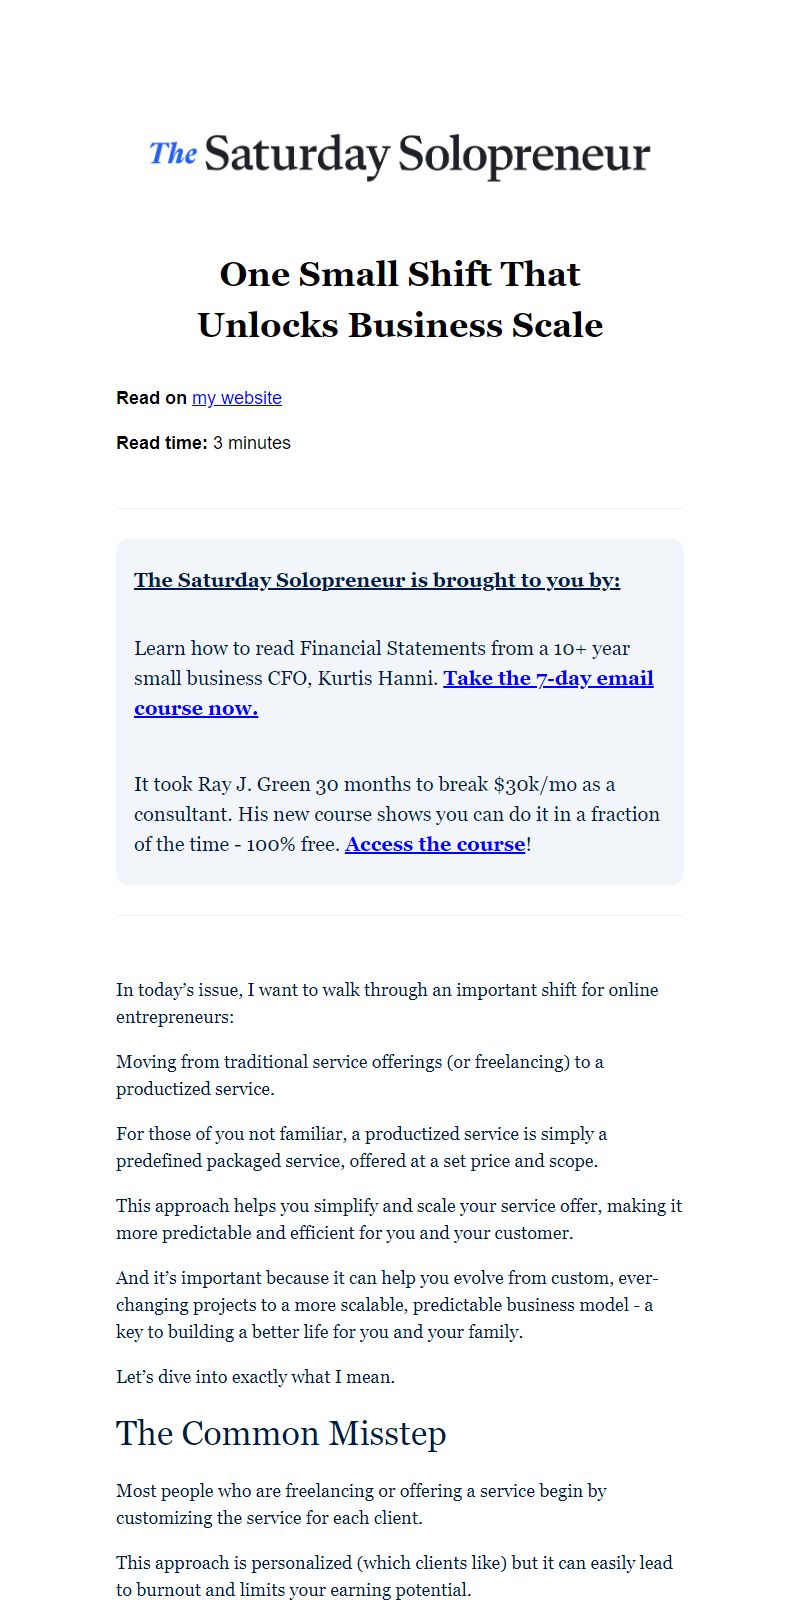 The Saturday Solopreneur
One Small Shift That
Unlocks Business Scale
Read on my website
Read time: 3 minutes
The Saturday Solopreneur is brought to you by:
Learn how to read Financial Statements from a 10+ year
small business CFO, Kurtis Hanni. Take the 7-day email
course now.
It took Ray J. Green 30 months to break $30k/mo as a
consultant. His new course shows you can do it in a fraction
of the time - 100% free. Access the course!
In today’s issue, I want to walk through an important shift for online
entrepreneurs:
Moving from traditional service offerings (or freelancing) to a
productized service.
For those of you not familiar, a productized service is simply a
predefined packaged service, offered at a set price and scope.
This approach helps you simplify and scale your service offer, making it
more predictable and efficient for you and your customer.
And it’s important because it can help you evolve from custom, ever-
changing projects to a more scalable, predictable business model - a
key to building a better life for you and your family.
Let’s dive into exactly what I mean.
The Common Misstep
Most people who are freelancing or offering a service begin by
customizing the service for each client.
This approach is personalized (which clients like) but it can easily lead
to burnout and limits your earning potential.